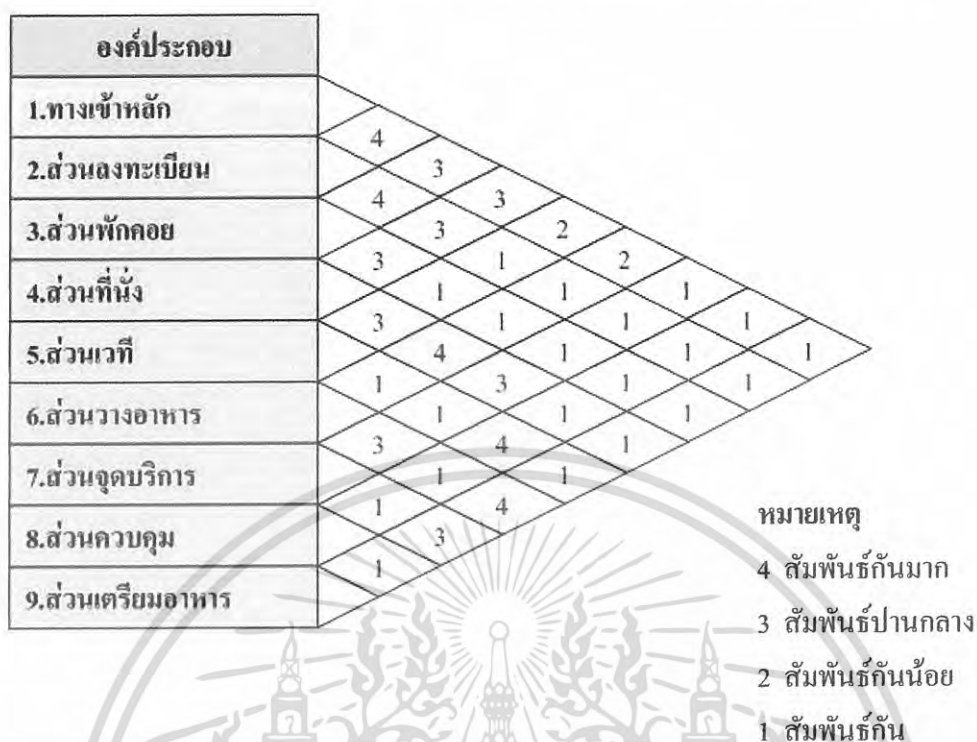 องค์ประกอบ
1.ทางเข้าหลัก
4
2.ส่วนลงทะเบียน 3
4 3
3.ส่วนพักคอย 3 2
3 1 2
4.ส่วนที่นั่ง 1 1 1
3 1 1 1
5.ส่วนเวที 4 1 1 1
1 3 1 1
6.ส่วนวางอาหาร 1 1 1
3 4 1
7.ส่วนจุดบริการ 1 1
1 4
8.ส่วนควบคุม 3
1
9.ส่วนเตรียมอาหาร
หมายเหตุ
4 สัมพันธ์กันมาก
3 สัมพันธ์ปานกลาง
2 สัมพันธ์กันน้อย
1 สัมพันธ์กัน